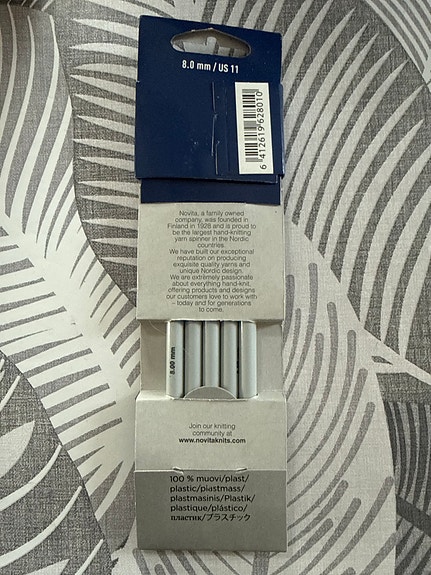 8.0 mm / US 11
6 412619 628010
Novita, a family owned
company, was founded in
Finland in 1928 and is proud to
be the largest hand-knitting
yarn spinner in the Nordic
countries.
We have built our exceptional
reputation on producing
exquisite quality yarns and
unique Nordic design.
We are extremely passionate
about everything hand-knit,
offering products and designs
our customers love to work with
– today and for generations
to come.
8.00 mm
Join our knitting
community at
www.novitaknits.com
100 % muovi/plast/
plastic/plastmass/
plastmasinis/Plastik/
plastique/plástico/
пластик/プラスチック